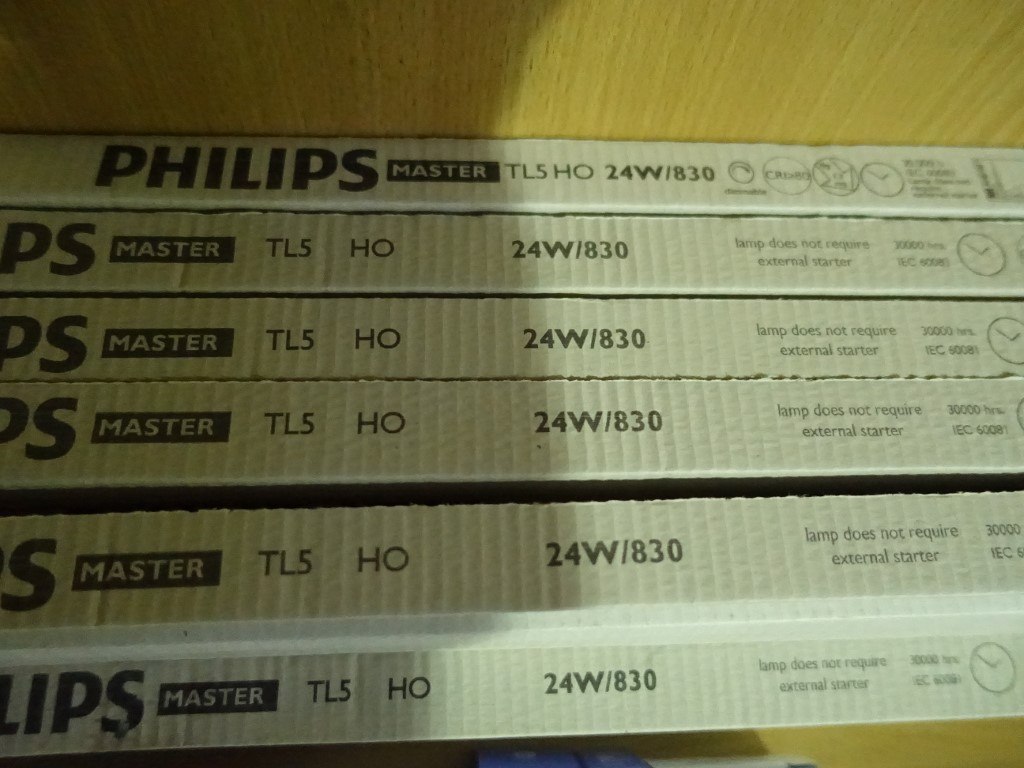 PHILIPS MASTER TL5 HO 24W/830 dimmable CRI>80
PS MASTER TL5 HO 24W/830 lamp does not require 30000 hrs.
external starter IEC 60081
PS MASTER TL5 HO 24W/830 lamp does not require 30000 hrs.
external starter IEC 60081
PS MASTER TL5 HO 24W/830 lamp does not require 30000 hrs.
external starter IEC 60081
S MASTER TL5 HO 24W/830 lamp does not require 30000
external starter IEC 6
LIPS MASTER TL5 HO 24W/830 lamp does not require 30000 hrs.
external starter IEC 60081